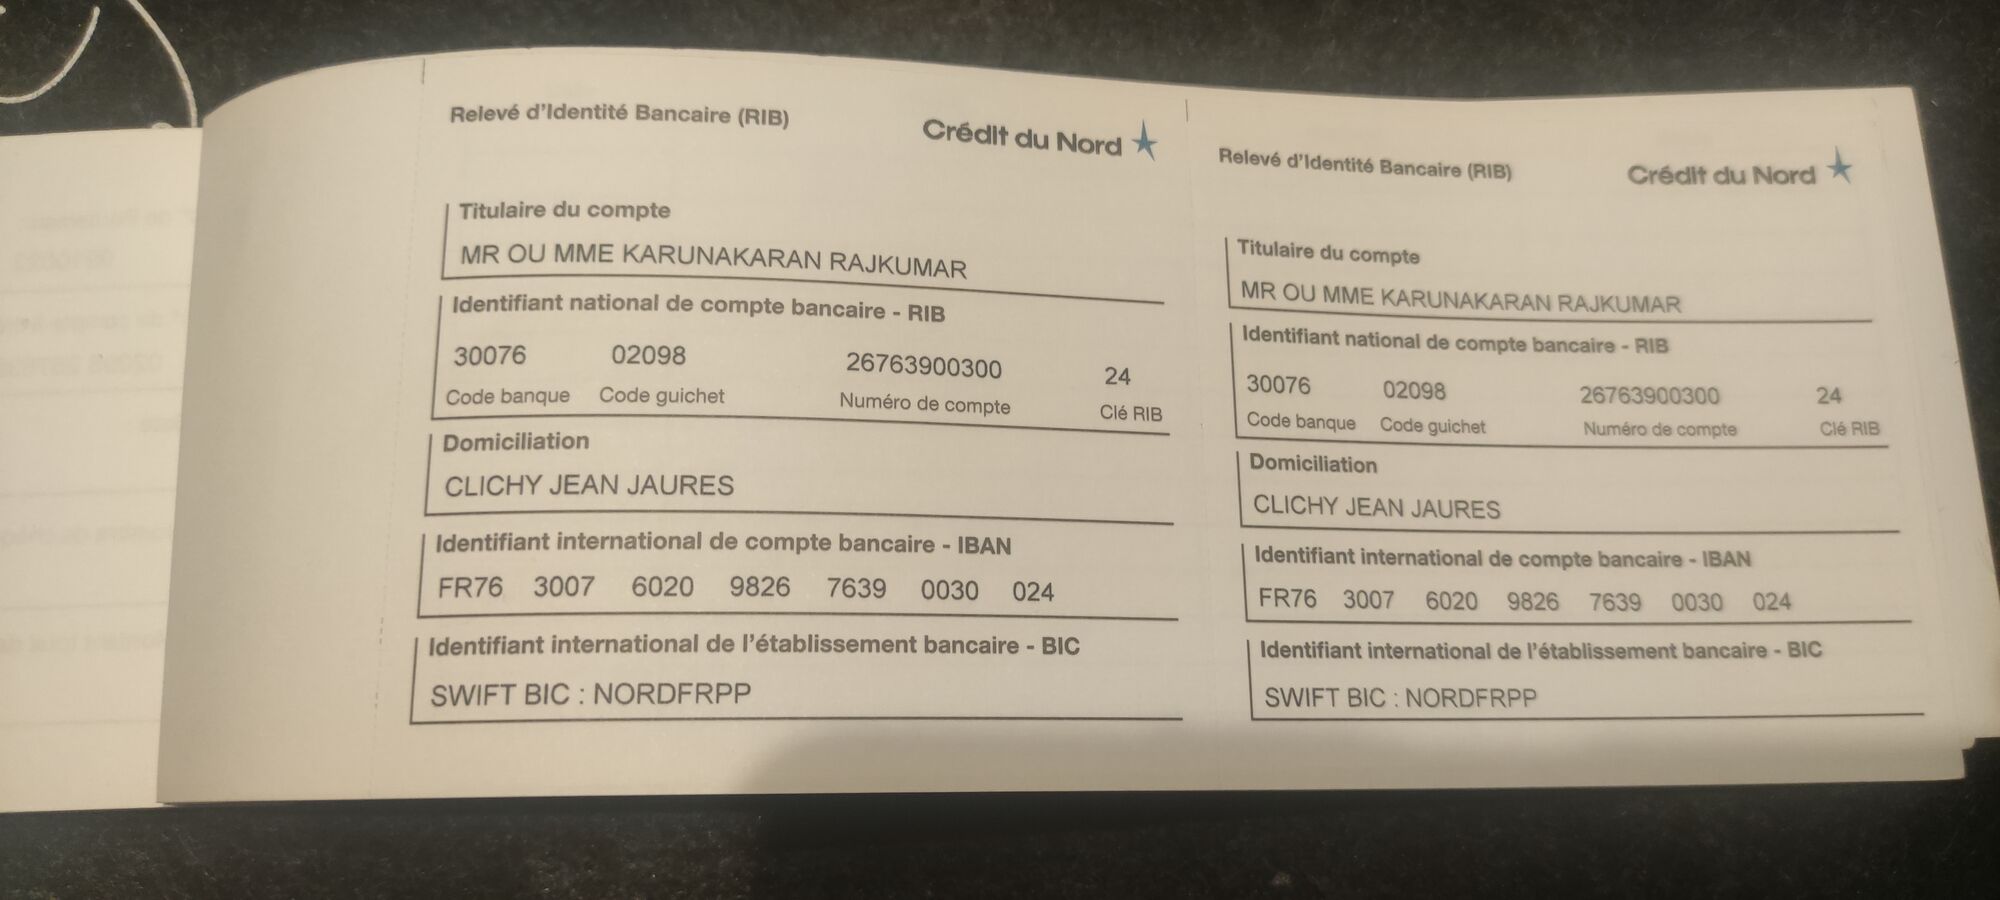 Relevé d'Identité Bancaire (RIB)
Crédit du Nord
Titulaire du compte
MR OU MME KARUNAKARAN RAJKUMAR
Identifiant national de compte bancaire - RIB
30076 02098 26763900300 24
Code banque Code guichet Numéro de compte Clé RIB
Domiciliation
CLICHY JEAN JAURES
Identifiant international de compte bancaire - IBAN
FR76 3007 6020 9826 7639 0030 024
Identifiant international de l'établissement bancaire - BIC
SWIFT BIC : NORDFRPP
Relevé d'Identité Bancaire (RIB)
Crédit du Nord
Titulaire du compte
MR OU MME KARUNAKARAN RAJKUMAR
Identifiant national de compte bancaire - RIB
30076 02098 26763900300 24
Code banque Code guichet Numéro de compte Clé RIB
Domiciliation
CLICHY JEAN JAURES
Identifiant international de compte bancaire - IBAN
FR76 3007 6020 9826 7639 0030 024
Identifiant international de l'établissement bancaire - BIC
SWIFT BIC : NORDFRPP